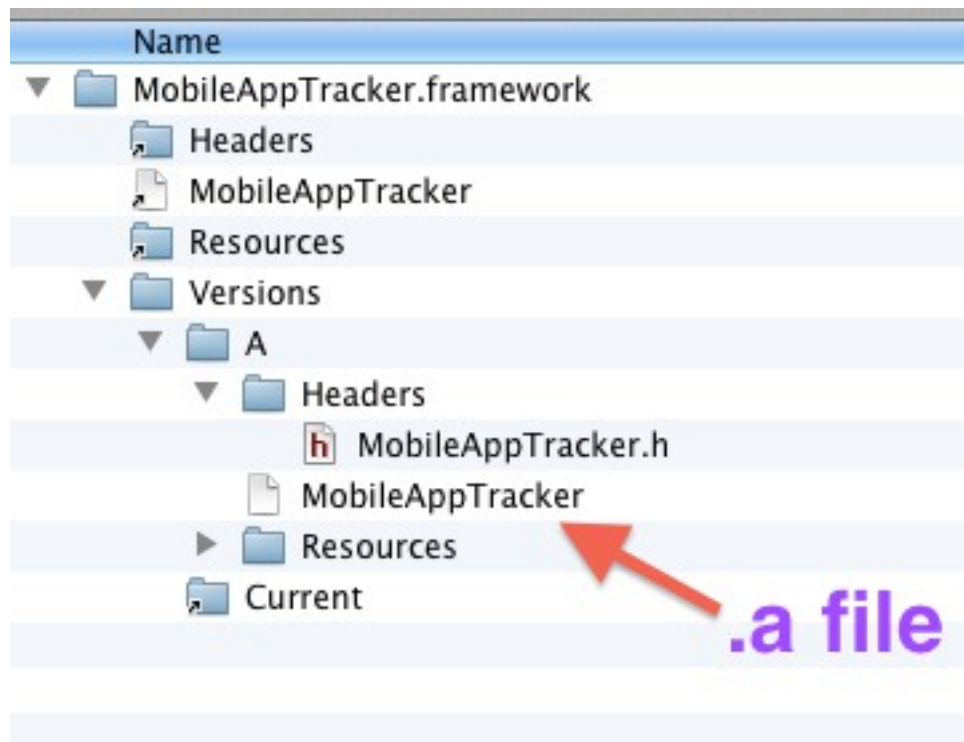 Name
MobileAppTracker.framework
Headers
MobileAppTracker
Resources
Versions
A
Headers
h MobileAppTracker.h
MobileAppTracker
Resources
Current
.a file